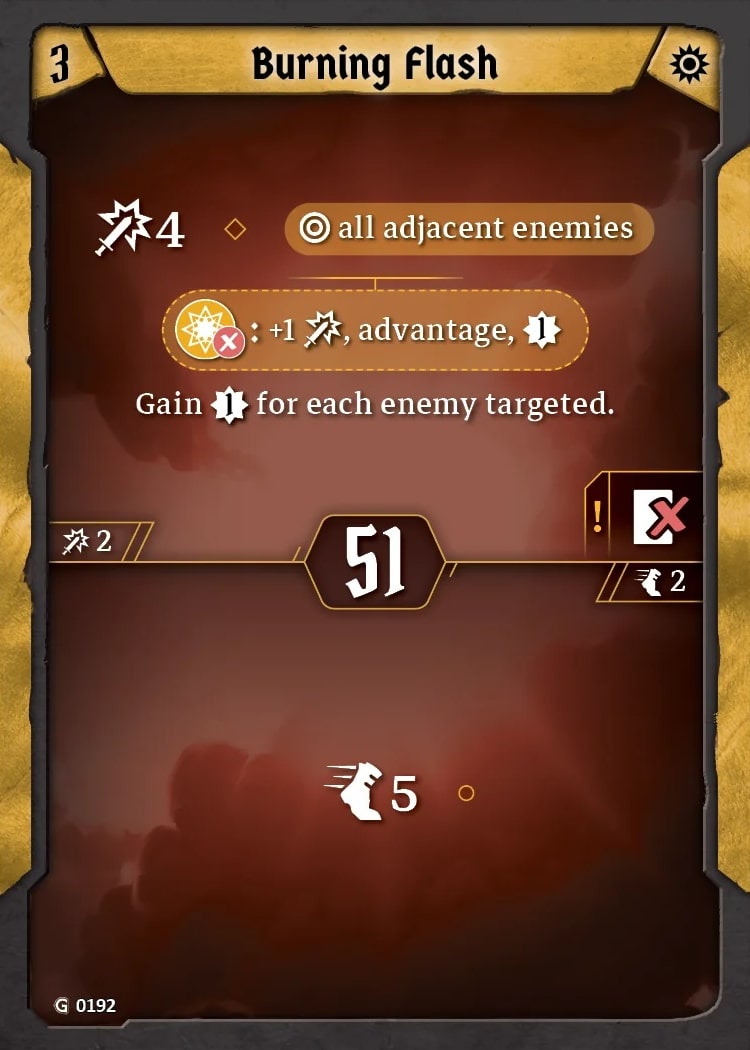 3 Burning Flash
4 all adjacent enemies
: +1 , advantage, 1
Gain 1 for each enemy targeted.
!
2
51
2
5
G 0192